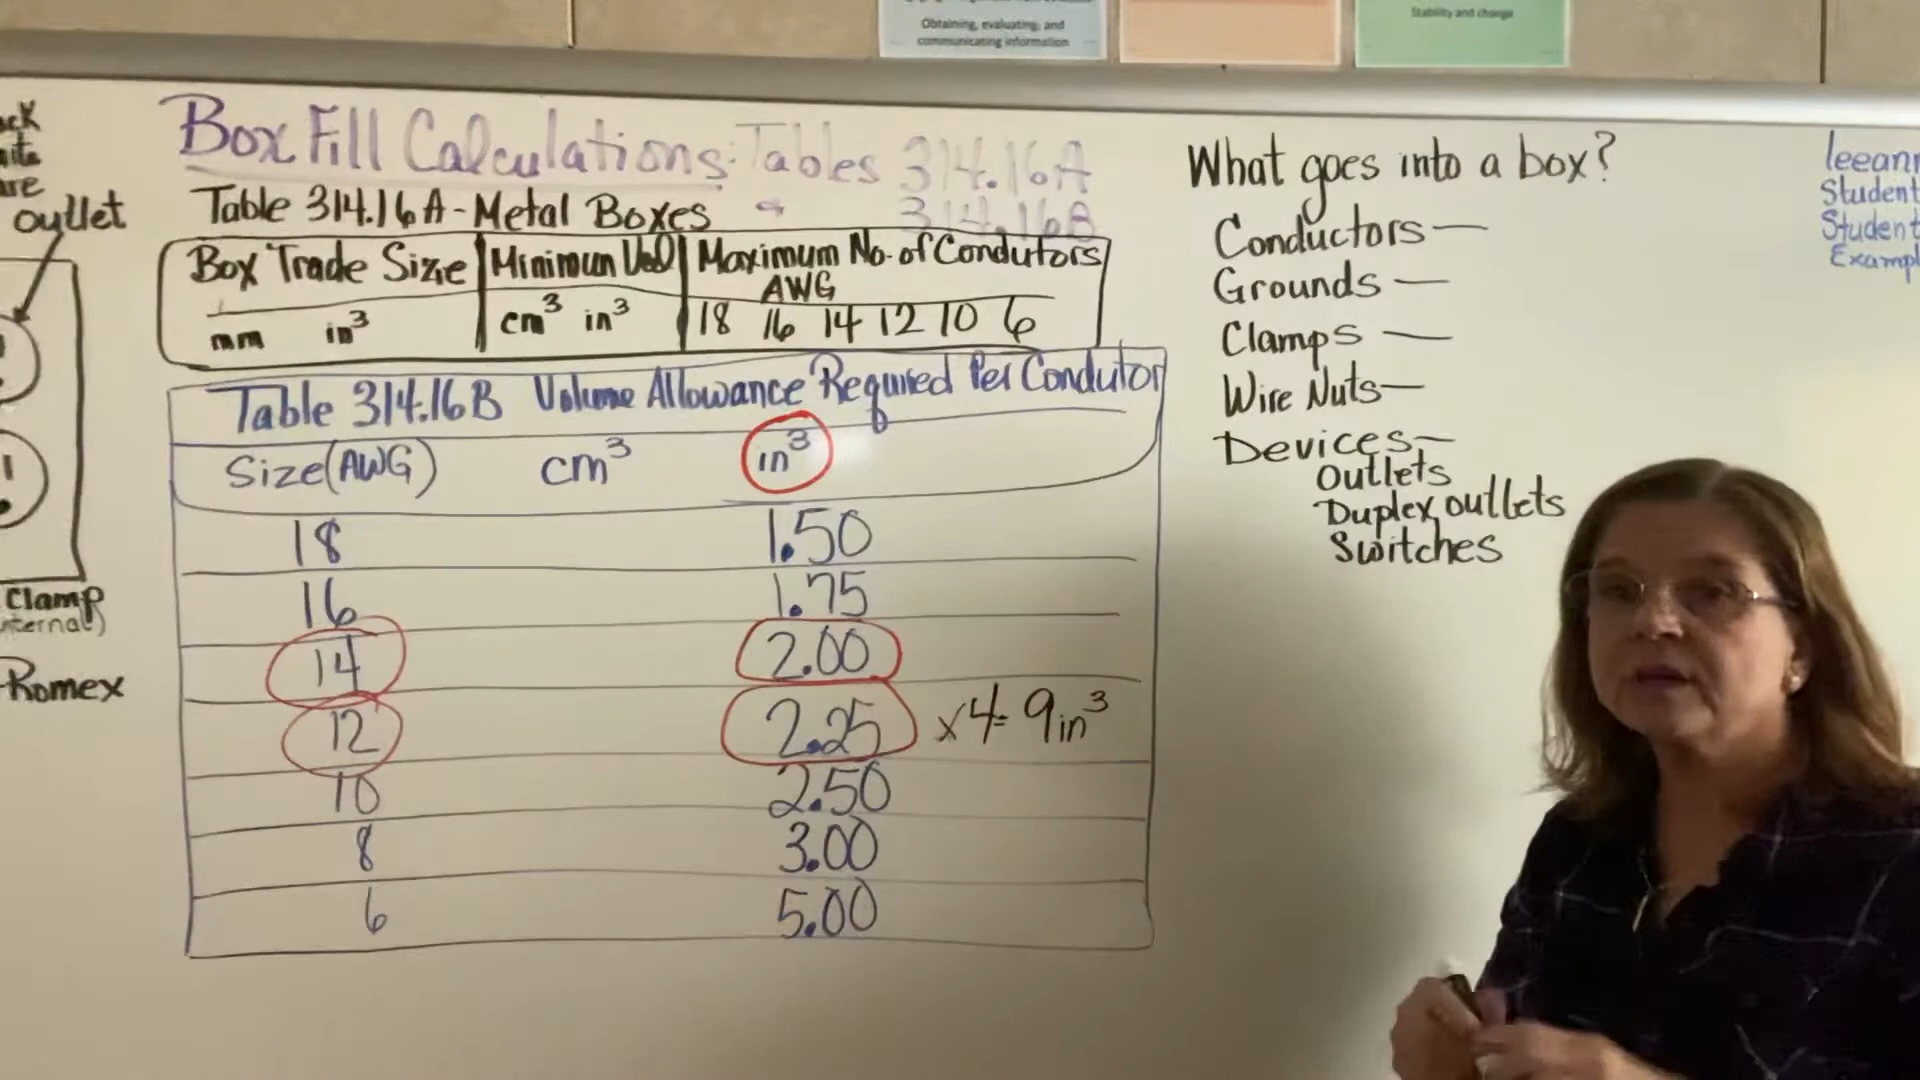 Obtaining, evaluating, and
communicating information
Stability and change
outlet
Clamp
Romex
Box Fill Calculations: Tables 314.16A
& 314.16B
Table 314.16A - Metal Boxes
Box Trade Size Minimun Vol Maximum No. of Condutors
AWG
mm in³ cm³ in³ 18 16 14 12 10 6
Table 314.16B Volume Allowance Required Per Condutor
Size (AWG) cm³ in³
18 1.50
16 1.75
14 2.00
12 2.25 x4= 9in³
10 2.50
8 3.00
6 5.00
What goes into a box?
Conductors —
Grounds —
Clamps —
Wire Nuts —
Devices —
Outlets
Duplex outlets
Switches
Student
Student